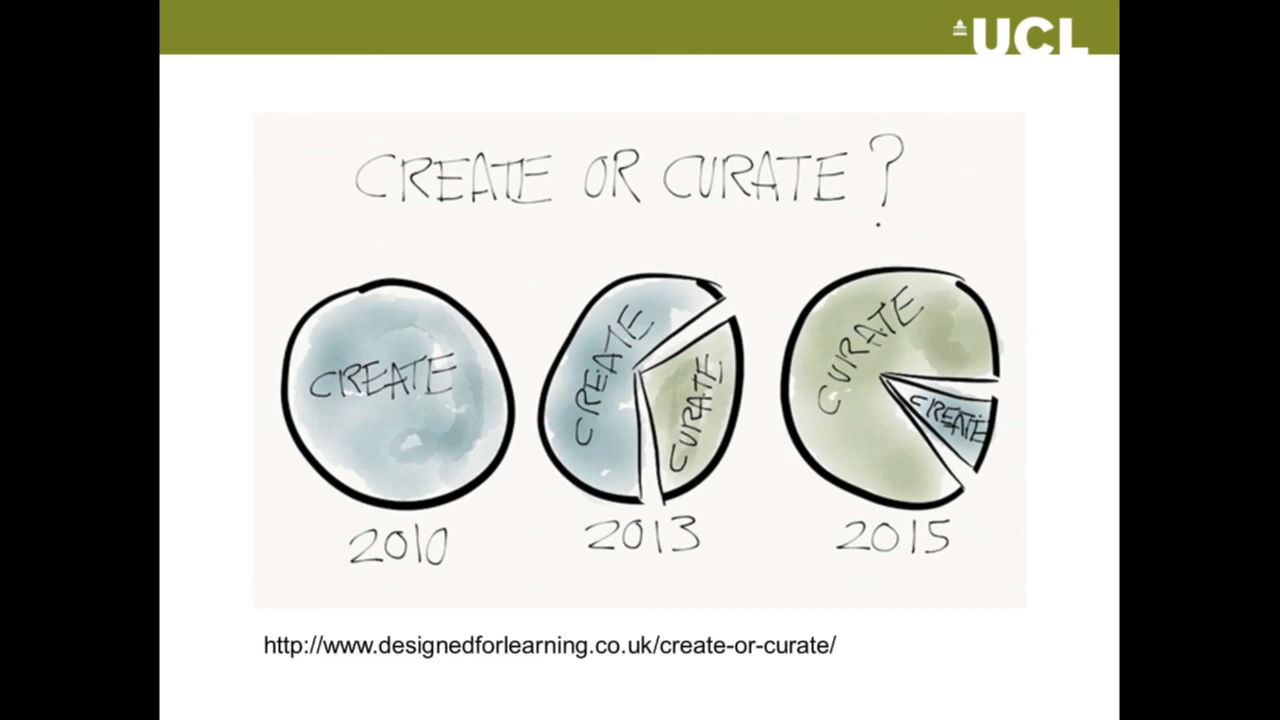 UCL
CREATE OR CURATE?
CREATE
CREATE
CURATE
CURATE
CREATE
2010
2013
2015
http://www.designedforlearning.co.uk/create-or-curate/